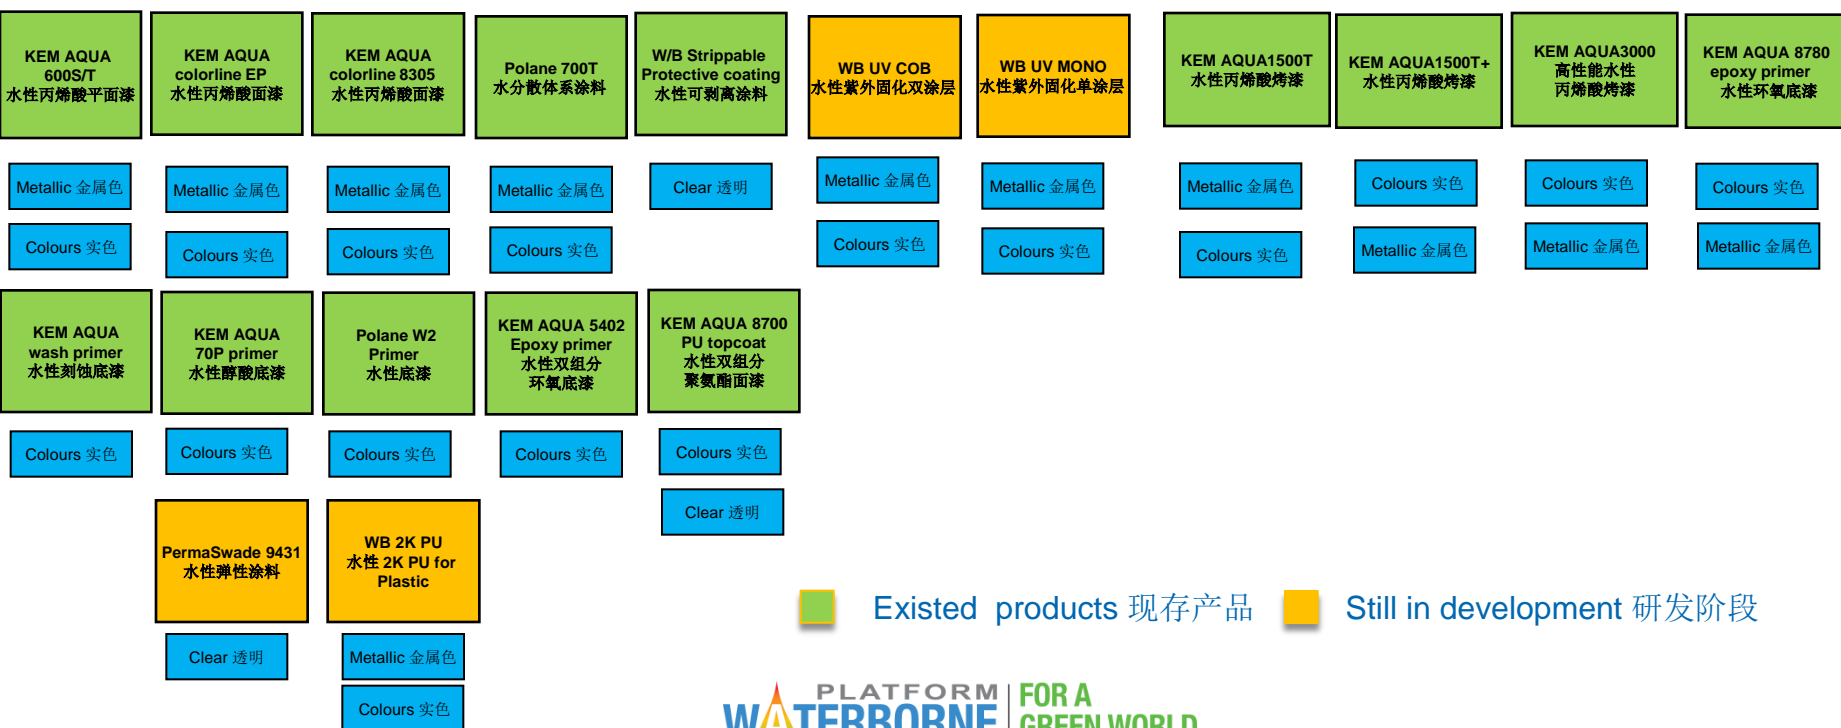 KEM AQUA
600S/T
水性丙烯酸平面漆
KEM AQUA
colorline EP
水性丙烯酸面漆
KEM AQUA
colorline 8305
水性丙烯酸面漆
Polane 700T
水分散体系涂料
W/B Strippable
Protective coating
水性可剥离涂料
WB UV COB
水性紫外固化双涂层
WB UV MONO
水性紫外固化单涂层
KEM AQUA1500T
水性丙烯酸烤漆
KEM AQUA1500T+
水性丙烯酸烤漆
KEM AQUA3000
高性能水性
丙烯酸烤漆
KEM AQUA 8780
epoxy primer
水性环氧底漆
Metallic 金属色
Metallic 金属色
Metallic 金属色
Metallic 金属色
Clear 透明
Metallic 金属色
Metallic 金属色
Metallic 金属色
Colours 实色
Colours 实色
Colours 实色
Colours 实色
Colours 实色
Colours 实色
Colours 实色
Colours 实色
Colours 实色
Colours 实色
Metallic 金属色
Metallic 金属色
Metallic 金属色
KEM AQUA
wash primer
水性刻蚀底漆
KEM AQUA
70P primer
水性醇酸底漆
Polane W2
Primer
水性底漆
KEM AQUA 5402
Epoxy primer
水性双组分
环氧底漆
KEM AQUA 8700
PU topcoat
水性双组分
聚氨酯面漆
Colours 实色
Colours 实色
Colours 实色
Colours 实色
Colours 实色
Clear 透明
PermaSwade 9431
水性弹性涂料
WB 2K PU
水性 2K PU for
Plastic
Clear 透明
Metallic 金属色
Colours 实色
Existed products 现存产品
Still in development 研发阶段
PLATFORM
WATERBORNE
FOR A
GREEN WORLD